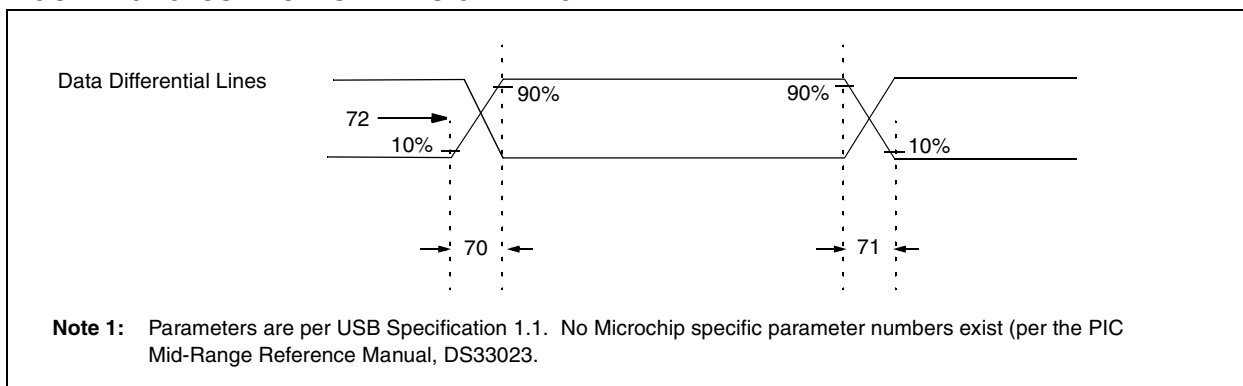 Data Differential Lines
90%
90%
72
10%
10%
70
71
Note 1: Parameters are per USB Specification 1.1. No Microchip specific parameter numbers exist (per the PIC
Mid-Range Reference Manual, DS33023.